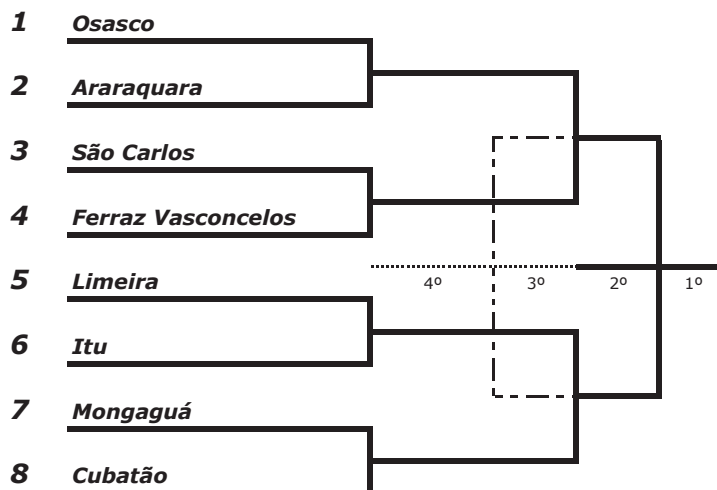 1 Osasco
2 Araraquara
3 São Carlos
4 Ferraz Vasconcelos
5 Limeira
4º 3º 2º 1º
6 Itu
7 Mongaguá
8 Cubatão